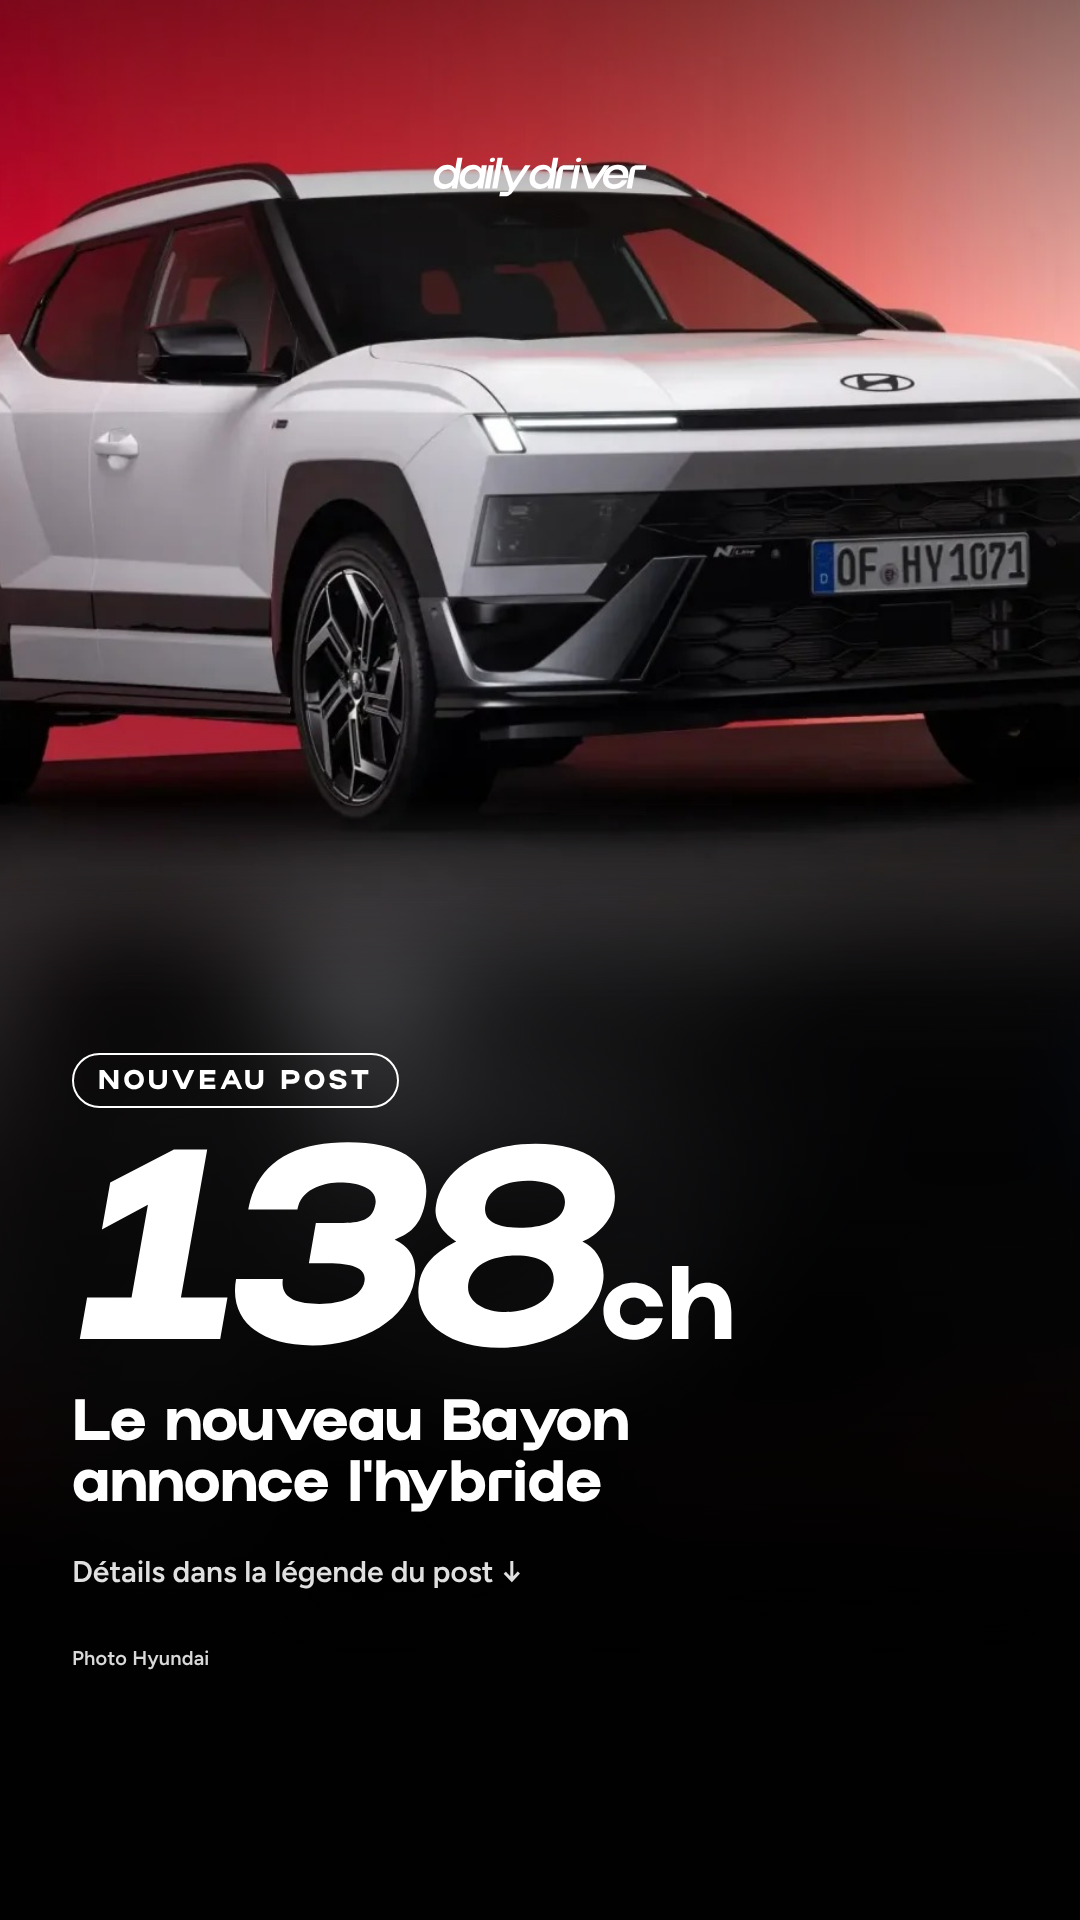 dailydriver
N LINE
D OF HY 1071
NOUVEAU POST
138ch
Le nouveau Bayon
annonce l'hybride
Détails dans la légende du post ↓
Photo Hyundai